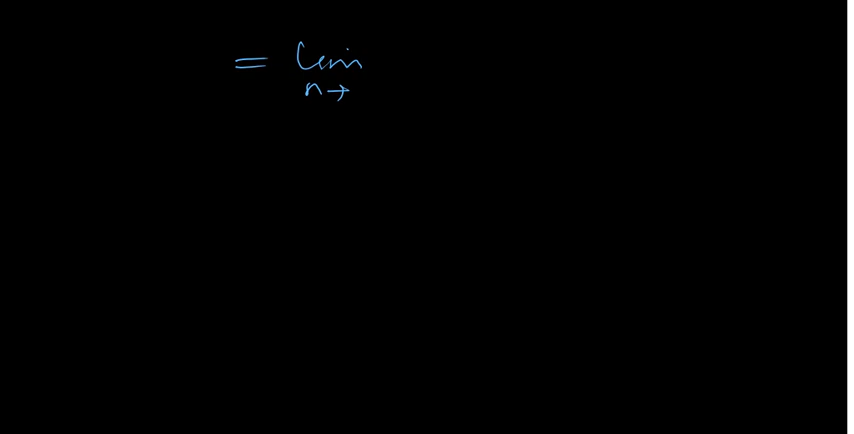 = Lim
n→